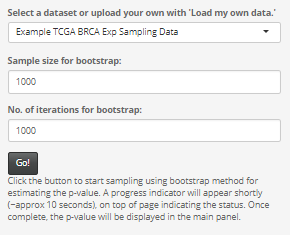 Select a dataset or upload your own with 'Load my own data.'
Example TCGA BRCA Exp Sampling Data
Sample size for bootstrap:
1000
No. of iterations for bootstrap:
1000
Go!
Click the button to start sampling using bootstrap method for
estimating the p-value. A progress indicator will appear shortly
(~approx 10 seconds), on top of page indicating the status. Once
complete, the p-value will be displayed in the main panel.